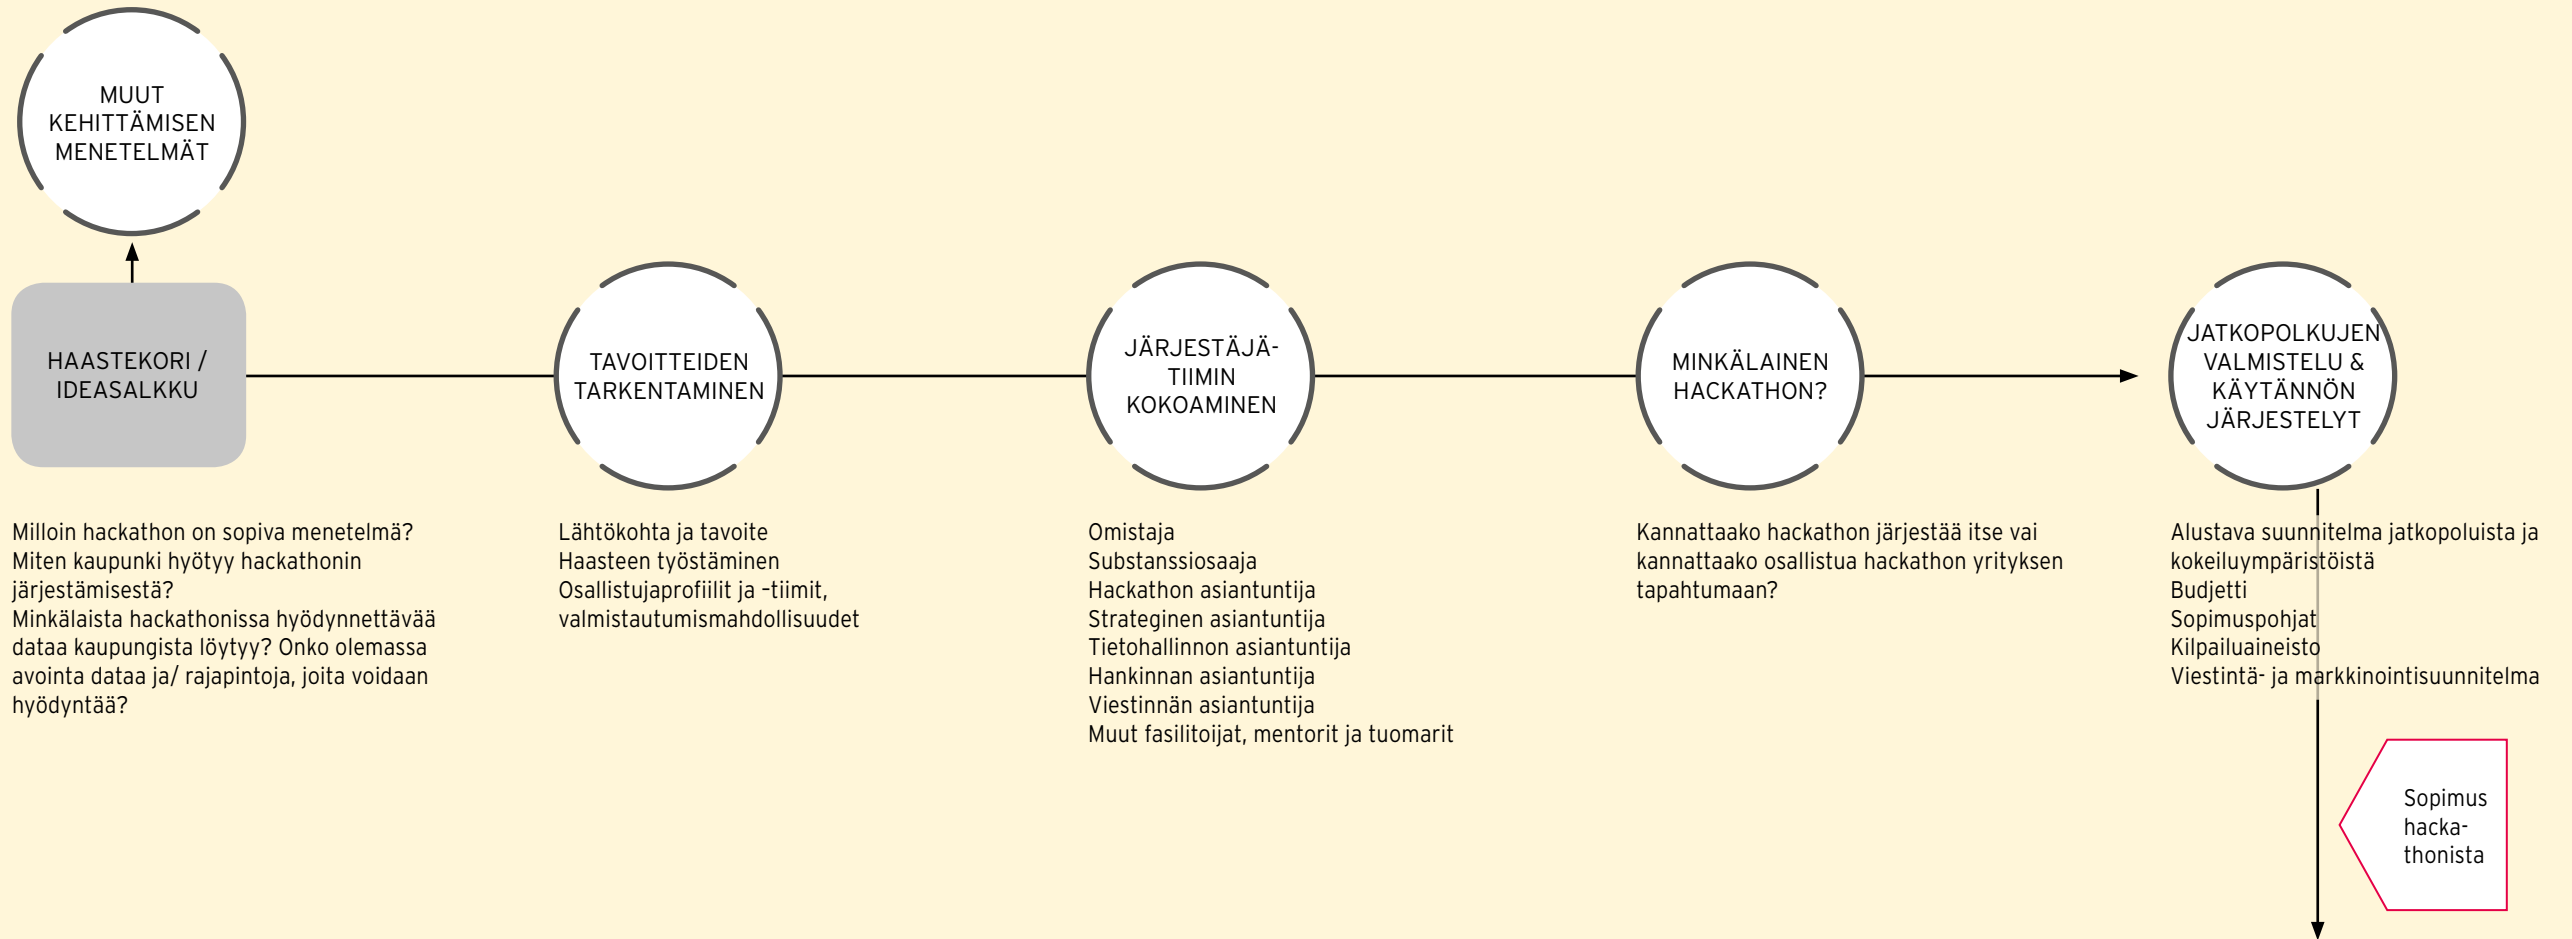 MUUT
KEHITTÄMISEN
MENETELMÄT
HAASTEKORI /
IDEASALKKU
TAVOITTEIDEN
TARKENTAMINEN
JÄRJESTÄJÄ-
TIIMIN
KOKOAMINEN
MINKÄLAINEN
HACKATHON?
JATKOPOLKUJEN
VALMISTELU &
KÄYTÄNNÖN
JÄRJESTELYT
Milloin hackathon on sopiva menetelmä?
Miten kaupunki hyötyy hackathonin
järjestämisestä?
Minkälaista hackathonissa hyödynnettävää
dataa kaupungista löytyy? Onko olemassa
avointa dataa ja/ rajapintoja, joita voidaan
hyödyntää?
Lähtökohta ja tavoite
Haasteen työstäminen
Osallistujaprofiilit ja –tiimit,
valmistautumismahdollisuudet
Omistaja
Substanssiosaaja
Hackathon asiantuntija
Strateginen asiantuntija
Tietohallinnon asiantuntija
Hankinnan asiantuntija
Viestinnän asiantuntija
Muut fasilitoijat, mentorit ja tuomarit
Kannattaako hackathon järjestää itse vai
kannattaako osallistua hackathon yrityksen
tapahtumaan?
Alustava suunnitelma jatkopoluista ja
kokeiluympäristöistä
Budjetti
Sopimuspohjat
Kilpailuaineisto
Viestintä- ja markkinointisuunnitelma
Sopimus
hacka-
thonista